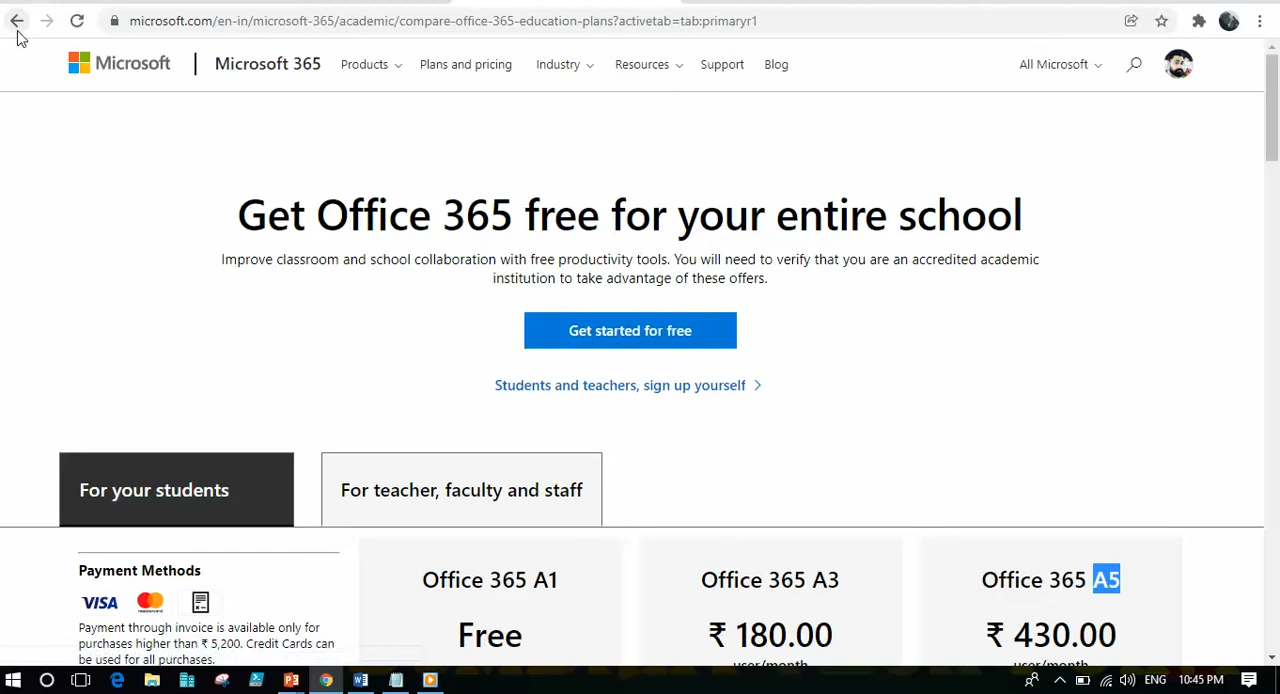 microsoft.com/en-in/microsoft-365/academic/compare-office-365-education-plans?activetab=tab:primaryr1
Microsoft
Microsoft 365
Products
Plans and pricing
Industry
Resources
Support
Blog
All Microsoft
Get Office 365 free for your entire school
Improve classroom and school collaboration with free productivity tools. You will need to verify that you are an accredited academic
institution to take advantage of these offers.
Get started for free
Students and teachers, sign up yourself
For your students
For teacher, faculty and staff
Payment Methods
VISA
Payment through invoice is available only for
purchases higher than ₹ 5,200. Credit Cards can
be used for all purchases.
Office 365 A1
Free
Office 365 A3
₹ 180.00
user/month
Office 365 A5
₹ 430.00
user/month
ENG
10:45 PM